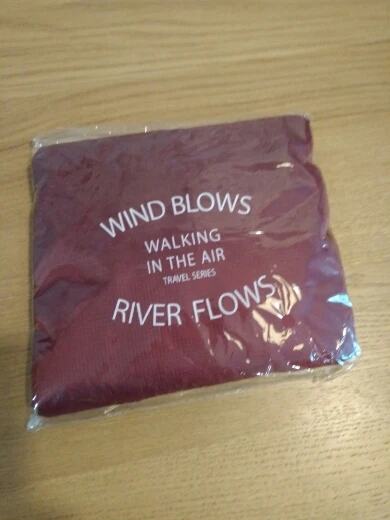 WIND BLOWS
WALKING
IN THE AIR
TRAVEL SERIES
RIVER FLOWS